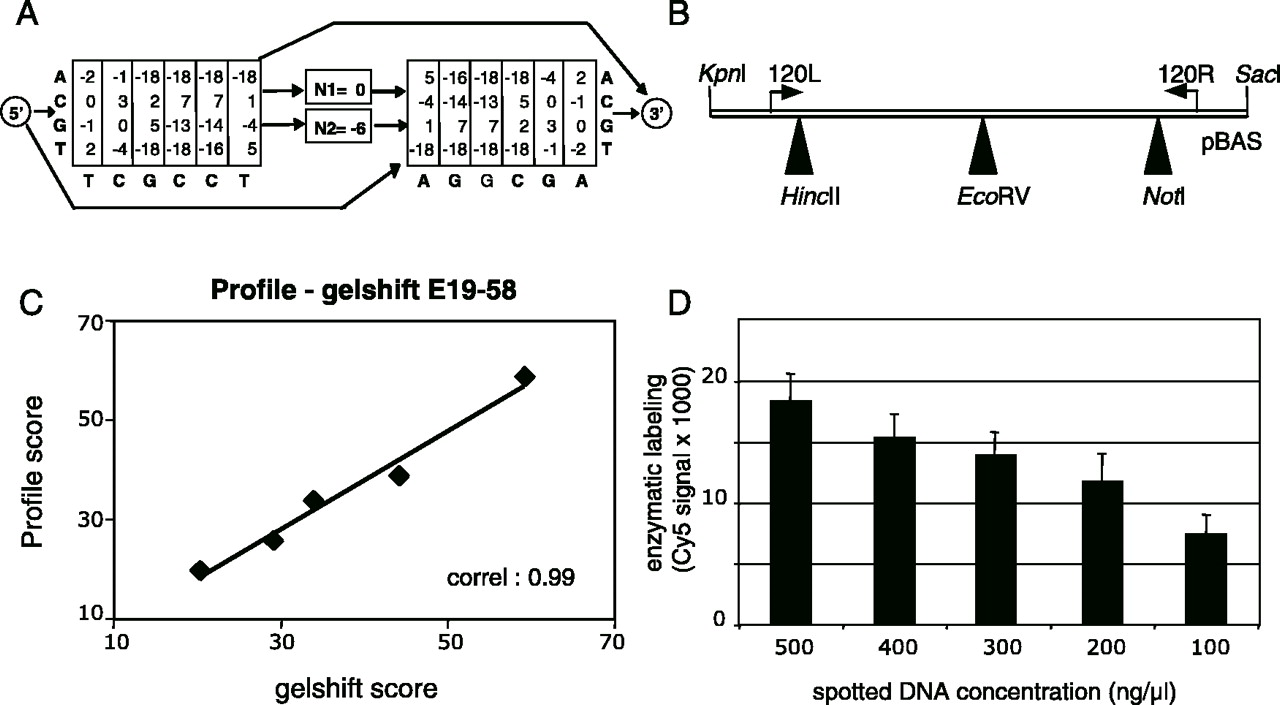 A
5'
A -2 -1 -18 -18 -18 -18
C 0 3 2 7 7 1
G -1 0 5 -13 -14 -4
T 2 -4 -18 -18 -16 5
T C G C C T
N1= 0
N2= -6
5 -16 -18 -18 -4 2 A
-4 -14 -13 5 0 -1 C
1 7 7 2 3 0 G
-18 -18 -18 -18 -1 -2 T
A G G C G A
3'
B
KpnI 120L 120R SacI
pBAS
HincII EcoRV NotI
C
Profile - gelshift E19-58
Profile score
70
50
30
10
correl : 0.99
10 30 50 70
gelshift score
D
enzymatic labeling
(Cy5 signal x 1000)
20
10
0
500 400 300 200 100
spotted DNA concentration (ng/µl)